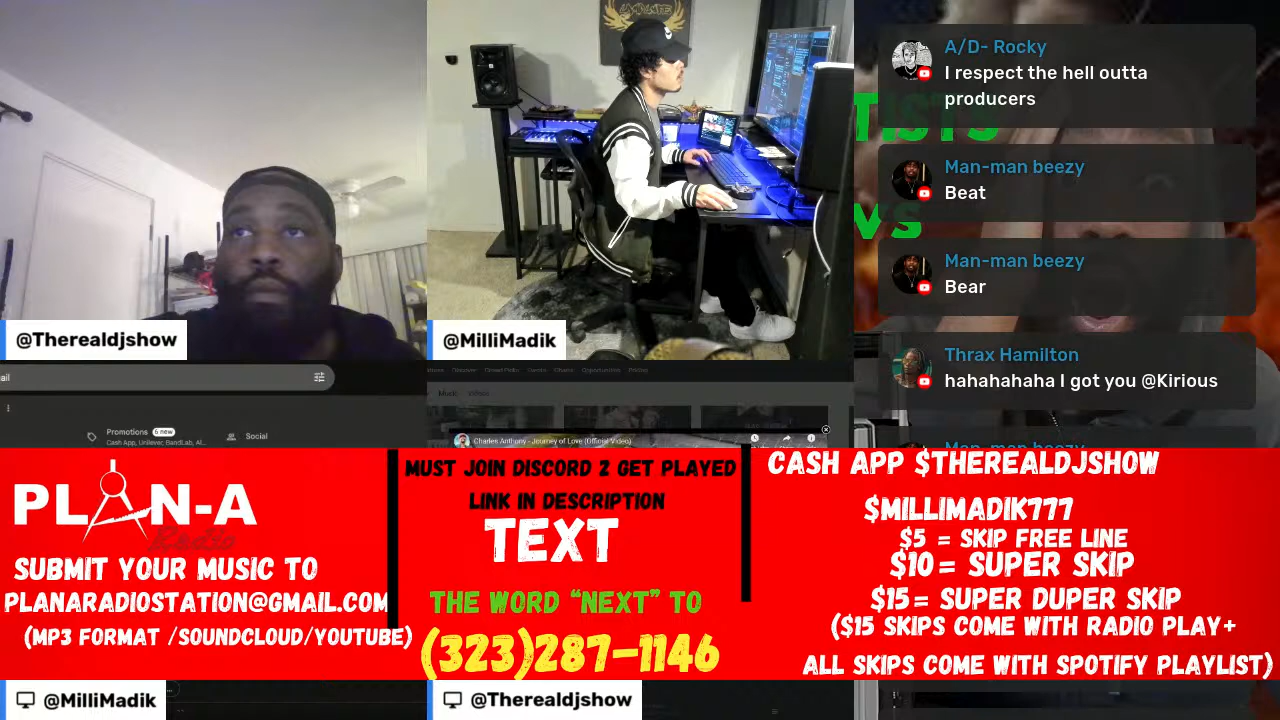 A/D- Rocky
I respect the hell outta
producers
Man-man beezy
Beat
Man-man beezy
Bear
Thrax Hamilton
hahahahaha I got you @Kirious
@Therealdjshow
@MilliMadik
Promotions 6 new
Social
Music Videos
Charles Anthony - Journey of Love (Official Video)
PLAN-A
Radio
SUBMIT YOUR MUSIC TO
PLANARADIOSTATION@GMAIL.COM
(MP3 FORMAT /SOUNDCLOUD/YOUTUBE)
MUST JOIN DISCORD 2 GET PLAYED
LINK IN DESCRIPTION
TEXT
THE WORD “NEXT” TO
(323)287-1146
CASH APP $THEREALDJSHOW
$MILLIMADIK777
$5 = SKIP FREE LINE
$10 = SUPER SKIP
$15= SUPER DUPER SKIP
($15 SKIPS COME WITH RADIO PLAY+
ALL SKIPS COME WITH SPOTIFY PLAYLIST)
@MilliMadik
@Therealdjshow